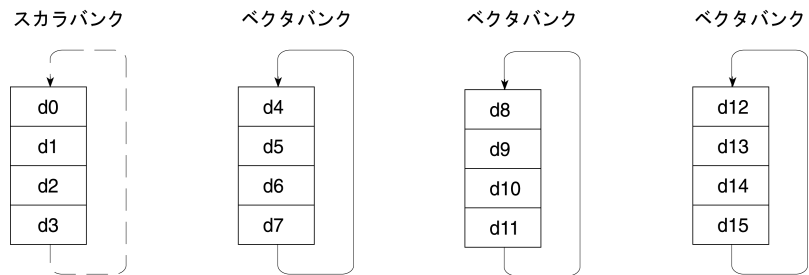 スカラバンク ベクタバンク ベクタバンク ベクタバンク
d0 d4 d8 d12
d1 d5 d9 d13
d2 d6 d10 d14
d3 d7 d11 d15